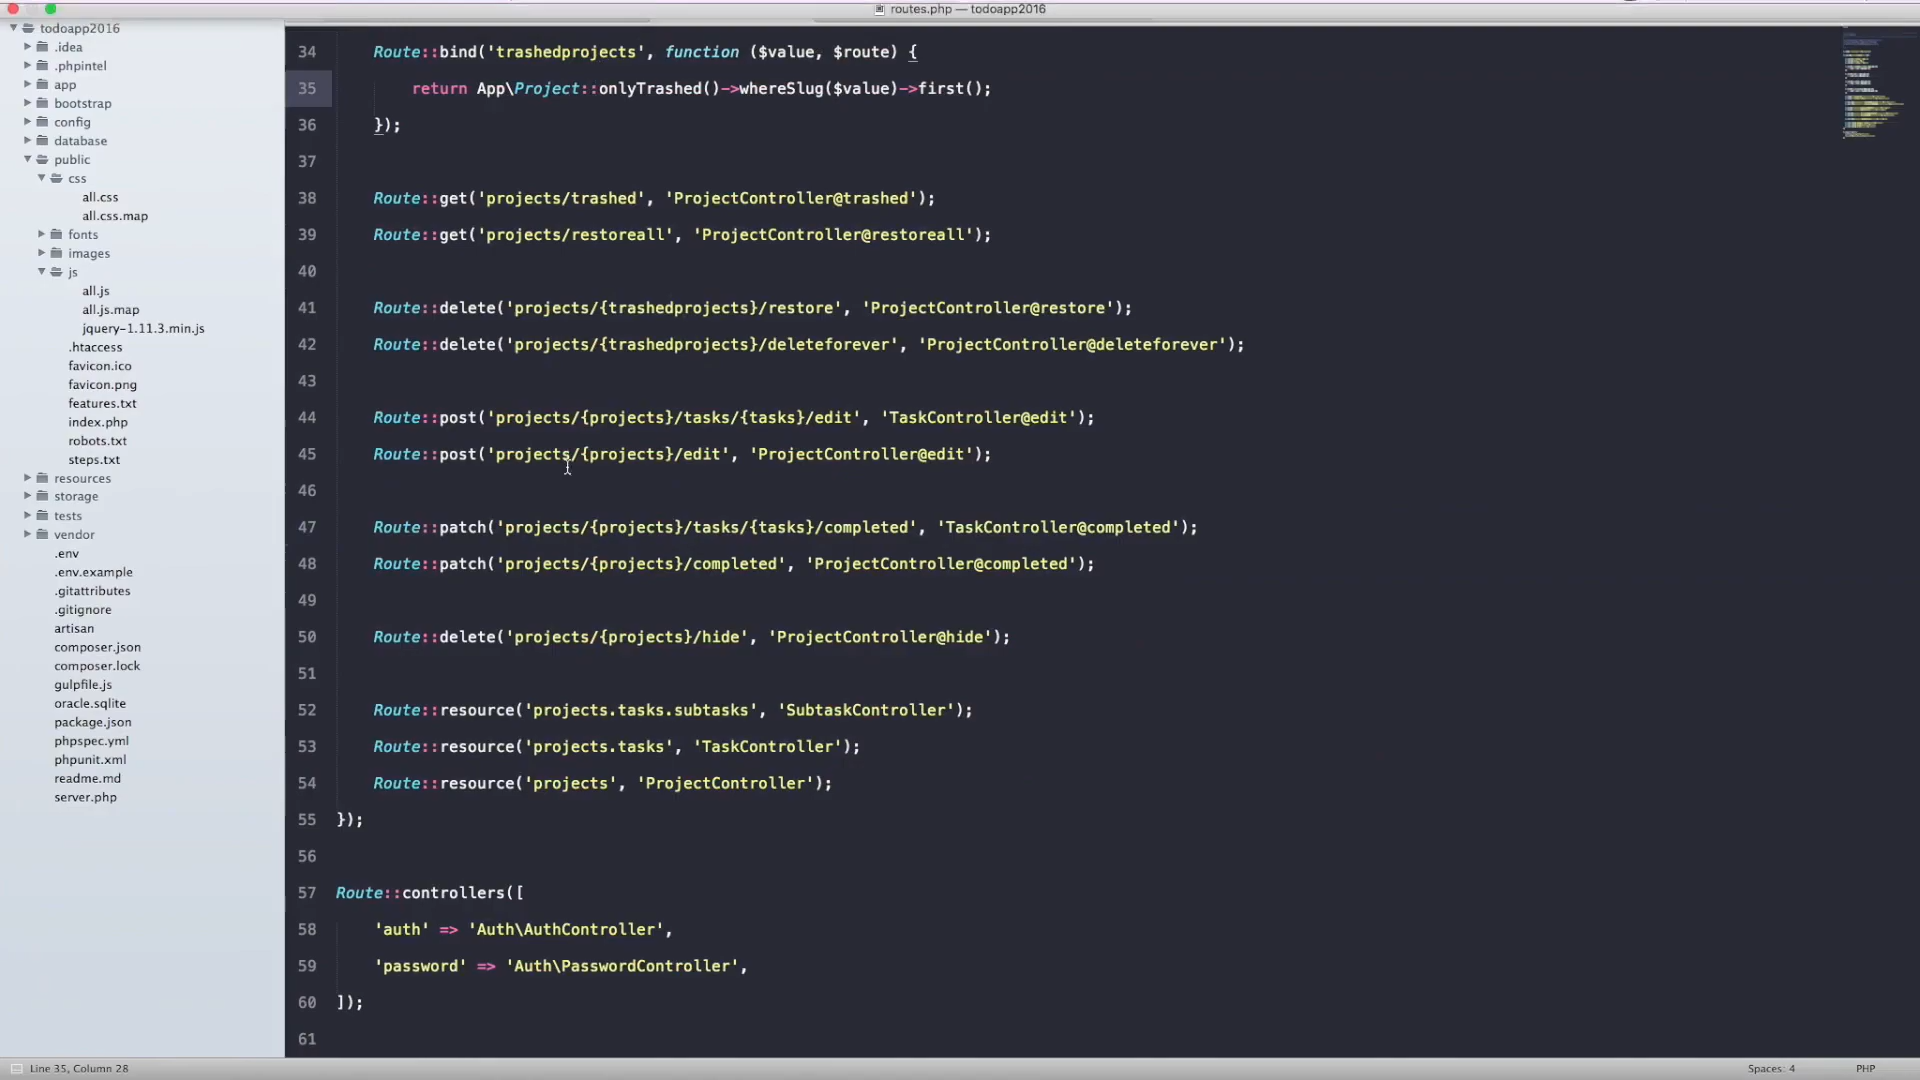 routes.php — todoapp2016
todoapp2016
.idea
.phpintel
app
bootstrap
config
database
public
css
all.css
all.css.map
fonts
images
js
all.js
all.js.map
jquery-1.11.3.min.js
.htaccess
favicon.ico
favicon.png
features.txt
index.php
robots.txt
steps.txt
resources
storage
tests
vendor
.env
.env.example
.gitattributes
.gitignore
artisan
composer.json
composer.lock
gulpfile.js
oracle.sqlite
package.json
phpspec.yml
phpunit.xml
readme.md
server.php
34 Route::bind('trashedprojects', function ($value, $route) {
35 return App\Project::onlyTrashed()->whereSlug($value)->first();
36 });
37
38 Route::get('projects/trashed', 'ProjectController@trashed');
39 Route::get('projects/restoreall', 'ProjectController@restoreall');
40
41 Route::delete('projects/{trashedprojects}/restore', 'ProjectController@restore');
42 Route::delete('projects/{trashedprojects}/deleteforever', 'ProjectController@deleteforever');
43
44 Route::post('projects/{projects}/tasks/{tasks}/edit', 'TaskController@edit');
45 Route::post('projects/{projects}/edit', 'ProjectController@edit');
46
47 Route::patch('projects/{projects}/tasks/{tasks}/completed', 'TaskController@completed');
48 Route::patch('projects/{projects}/completed', 'ProjectController@completed');
49
50 Route::delete('projects/{projects}/hide', 'ProjectController@hide');
51
52 Route::resource('projects.tasks.subtasks', 'SubtaskController');
53 Route::resource('projects.tasks', 'TaskController');
54 Route::resource('projects', 'ProjectController');
55 });
56
57 Route::controllers([
58 'auth' => 'Auth\AuthController',
59 'password' => 'Auth\PasswordController',
60 ]);
61
Line 35, Column 28
Spaces: 4
PHP